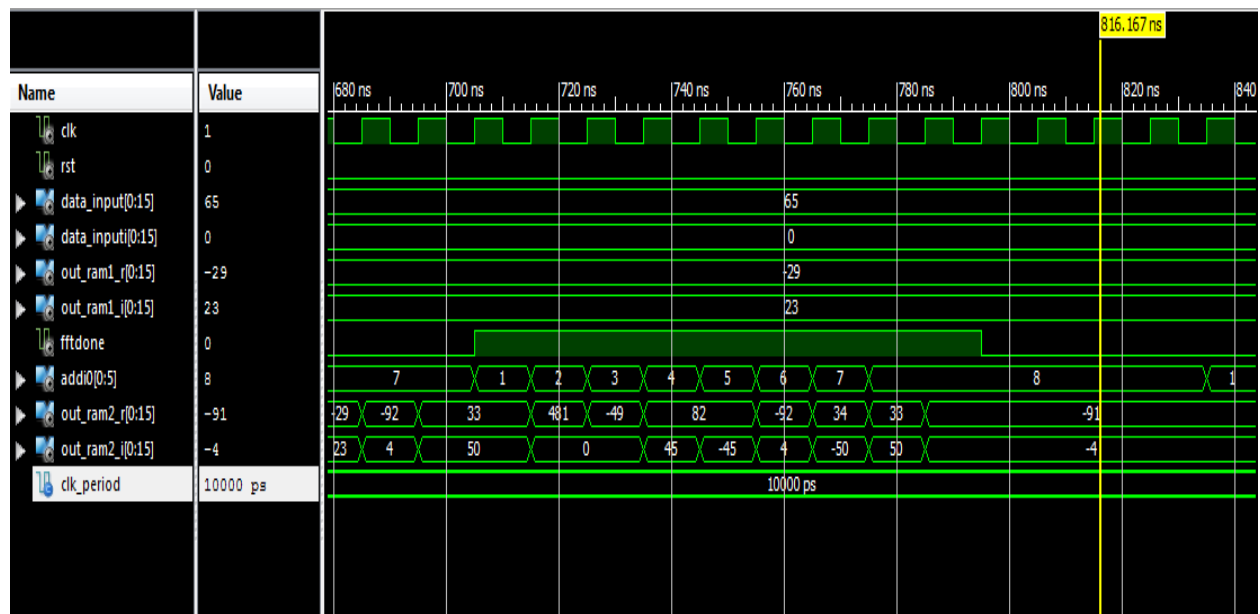 816.167 ns
Name Value 680 ns 700 ns 720 ns 740 ns 760 ns 780 ns 800 ns 820 ns 840
clk 1
rst 0
data_input[0:15] 65 65
data_inputi[0:15] 0 0
out_ram1_r[0:15] -29 -29
out_ram1_i[0:15] 23 23
fftdone 0
addi0[0:5] 8 7 1 2 3 4 5 6 7 8 1
out_ram2_r[0:15] -91 -29 -92 33 481 -49 82 -92 34 33 -91
out_ram2_i[0:15] -4 23 4 50 0 45 -45 4 -50 50 -4
clk_period 10000 ps 10000 ps